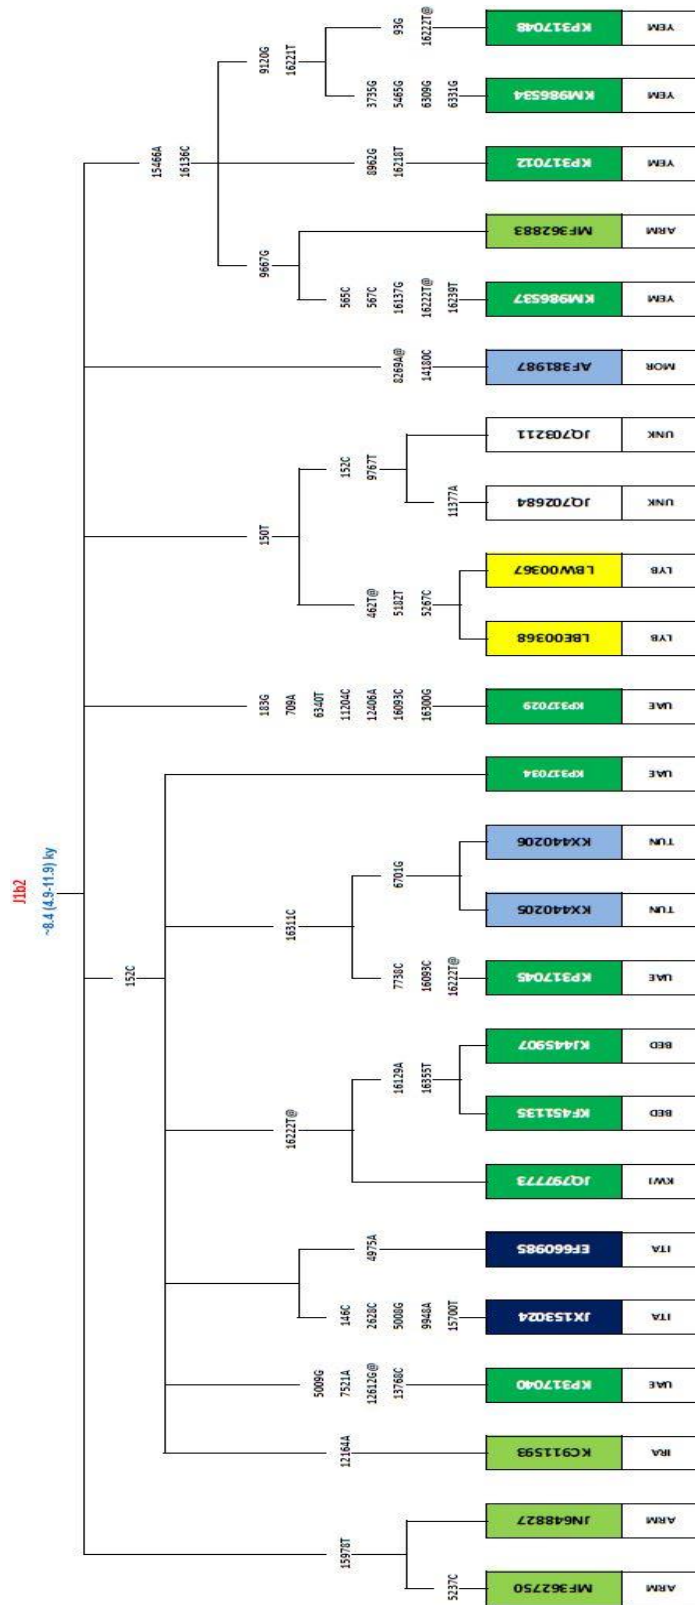 J1b2
~8.4 (4.9-11.9) ky
15466A
16136C
9120G
16221T
93G
16222T@
KP317048
YEM
3735G
5465G
6309G
6331G
KM986534
YEM
8962G
16218T
KP317012
YEM
9667G
MF362883
ARM
565C
567C
16137G
16222T@
16239T
KM986537
YEM
8269A@
14180C
AF381987
MOR
150T
152C
9767T
JQ703211
UNK
11377A
JQ702684
UNK
462T@
5182T
5267C
LBW00367
LYB
LBE00368
LYB
183G
709A
6340T
11204C
12406A
16093C
16300G
KP317029
UAE
152C
KP317034
UAE
16311C
6701G
KX440206
TUN
KX440205
TUN
7738C
16093C
16222T@
KP317045
UAE
16222T@
16129A
16355T
KJ445907
BED
KF451135
BED
JQ797773
KWI
4975A
EF660985
ITA
146C
2628C
5008G
9948A
15700T
JX153024
ITA
5009G
7521A
12612G@
13768C
KP317040
UAE
12164A
KC911593
IRA
15978T
JN648827
ARM
5237C
MF362750
ARM